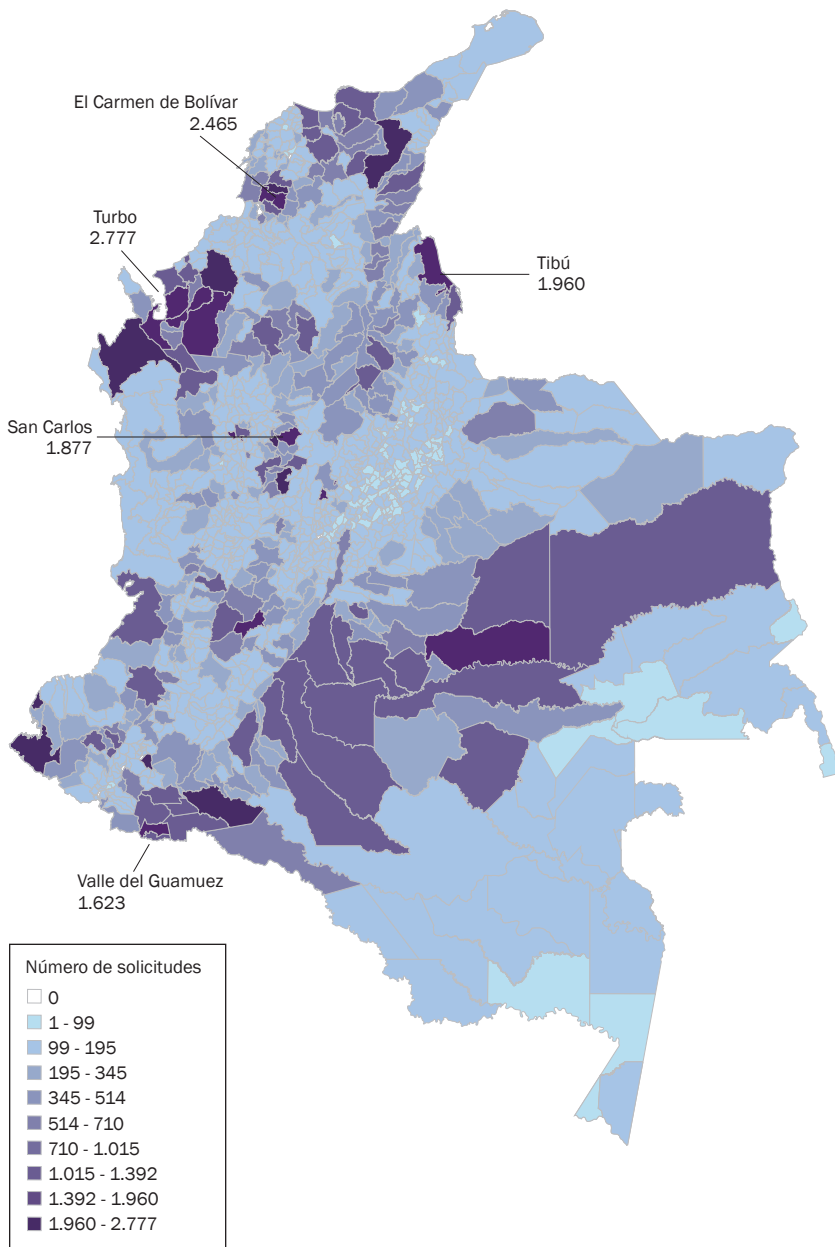 El Carmen de Bolívar
2.465
Turbo
2.777
Tibú
1.960
San Carlos
1.877
Valle del Guamuez
1.623
Número de solicitudes
0
1 - 99
99 - 195
195 - 345
345 - 514
514 - 710
710 - 1.015
1.015 - 1.392
1.392 - 1.960
1.960 - 2.777